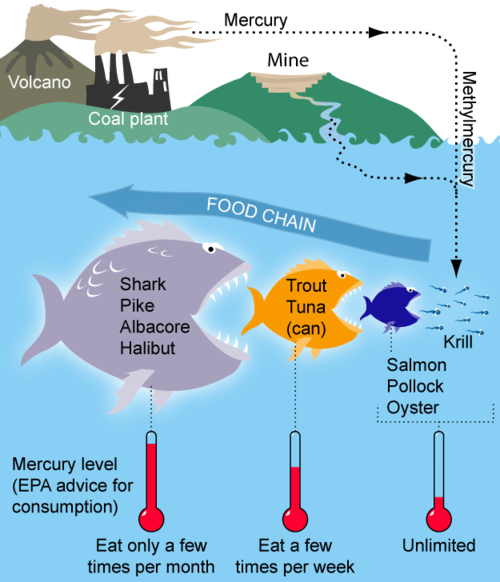 Mercury
Volcano
Coal plant
Mine
Methylmercury
FOOD CHAIN
Shark
Pike
Albacore
Halibut
Trout
Tuna
(can)
Krill
Salmon
Pollock
Oyster
Mercury level
(EPA advice for
consumption)
Eat only a few
times per month
Eat a few
times per week
Unlimited